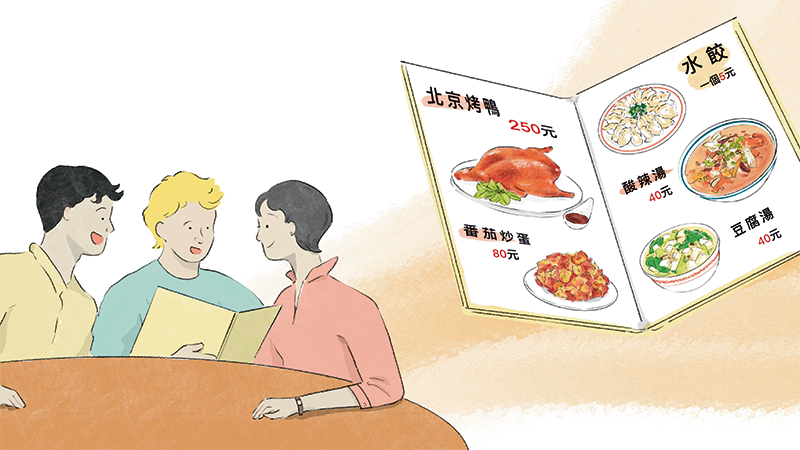 北京烤鴨
250元
番茄炒蛋
80元
水餃
一個5元
酸辣湯
40元
豆腐湯
40元